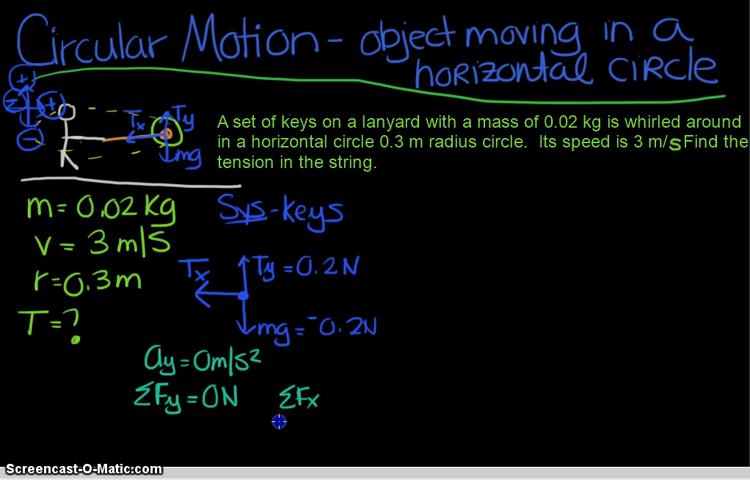 Circular Motion - object moving in a
horizontal circle
(+)
(+)
(-)
Tx Ty
mg
A set of keys on a lanyard with a mass of 0.02 kg is whirled around
in a horizontal circle 0.3 m radius circle. Its speed is 3 m/s Find the
tension in the string.
m = 0.02 kg
v = 3 m/s
r = 0.3 m
T = ?
Sys - keys
Tx
Ty = 0.2 N
mg = -0.2N
ay = 0m/s²
ΣFy = 0N ΣFx
Screencast-O-Matic.com